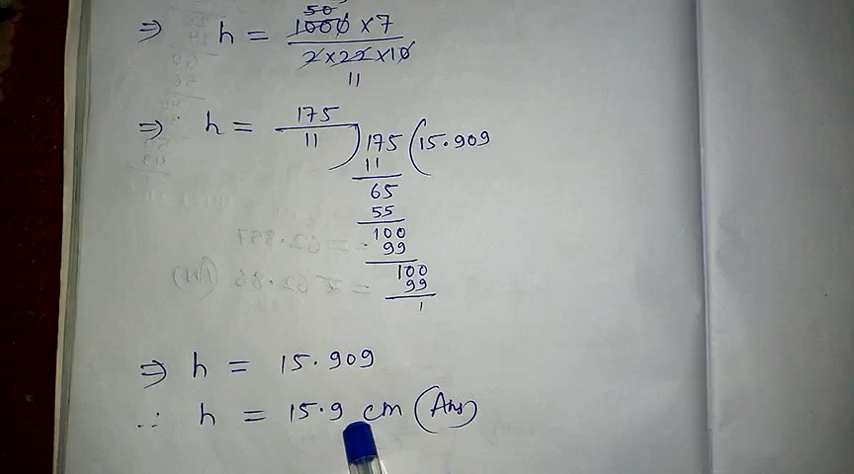 50
⇒ h = 1000 × 7
2 × 22 × 10
11
⇒ h = 175
11 ) 175 ( 15.909
11
65
55
100
99
100
99
1
⇒ h = 15.909
∴ h = 15.9 cm (Ans)